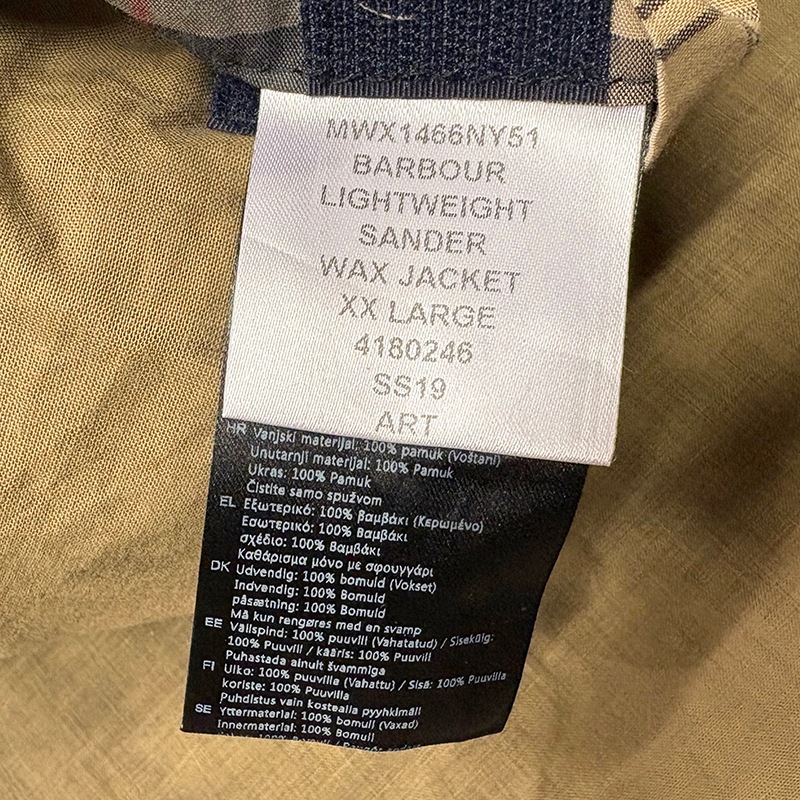 MWX1466NY51
BARBOUR
LIGHTWEIGHT
SANDER
WAX JACKET
XX LARGE
4180246
SS19
ART
HR Vanjski materijal: 100% pamuk (Voštani)
Unutarnji materijal: 100% Pamuk
Ukras: 100% Pamuk
Čistite samo spužvom
EL Εξωτερικό: 100% βαμβάκι (Κερωμένο)
Εσωτερικό: 100% Βαμβάκι
σχέδιο: 100% Βαμβάκι
Καθάρισμα μόνο με σφουγγάρι
DK Udvendig: 100% bomuld (Vokset)
Indvendig: 100% Bomuld
påsætning: 100% Bomuld
Må kun rengøres med en svamp
EE Välispind: 100% puuvill (Vahatatud) / Sisekülg:
100% Puuvill / kääris: 100% Puuvill
Puhastada ainult švammiga
FI Ulko: 100% puuvilla (Vahattu) / Sisä: 100% Puuvilla
koriste: 100% Puuvilla
Puhdistus vain kostealla pyyhkimäll
SE Yttermaterial: 100% bomull (Vaxad)
Innermaterial: 100% Bomull